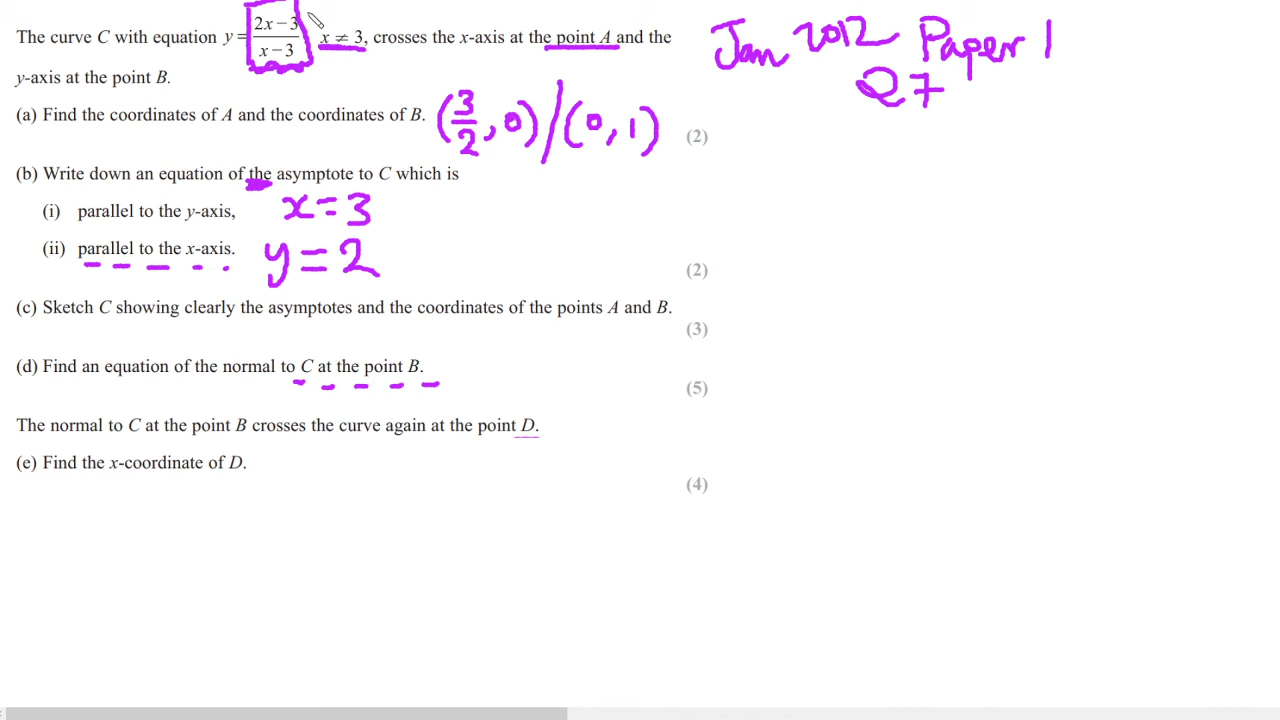 The curve C with equation y = (2x – 3)/(x – 3) x ≠ 3, crosses the x-axis at the point A and the
y-axis at the point B.
Jan 2012 Paper 1
Q7
(a) Find the coordinates of A and the coordinates of B. (3/2, 0) / (0, 1)
(2)
(b) Write down an equation of the asymptote to C which is
(i) parallel to the y-axis, x = 3
(ii) parallel to the x-axis. y = 2
(2)
(c) Sketch C showing clearly the asymptotes and the coordinates of the points A and B.
(3)
(d) Find an equation of the normal to C at the point B.
(5)
The normal to C at the point B crosses the curve again at the point D.
(e) Find the x-coordinate of D.
(4)